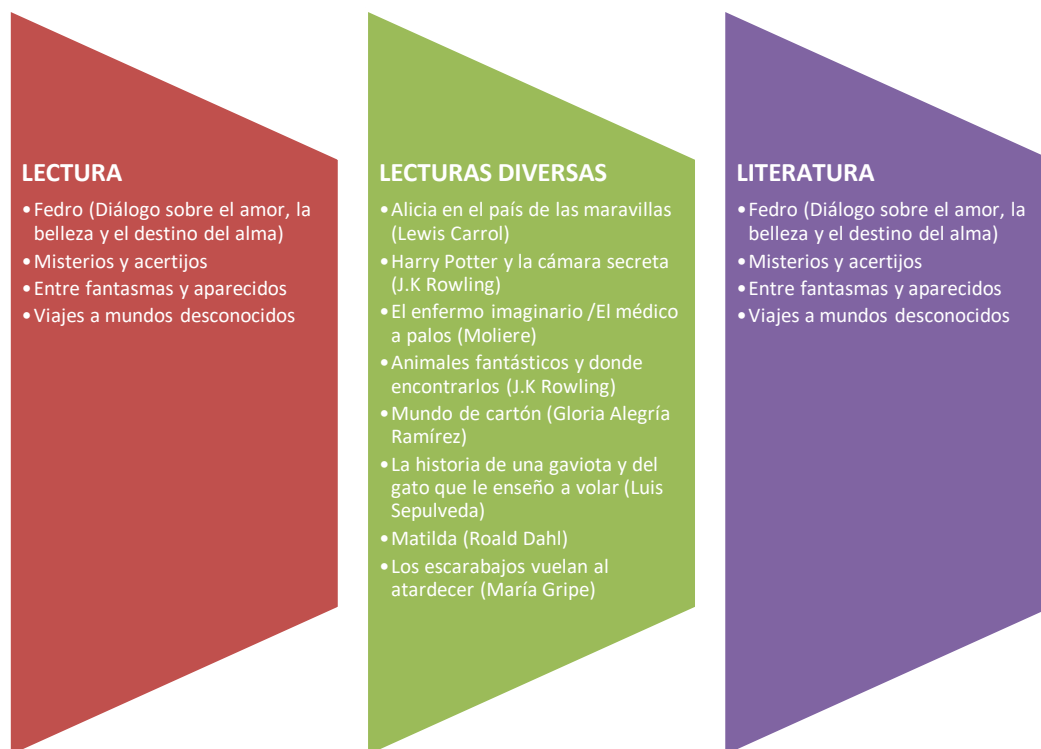 LECTURA
•Fedro (Diálogo sobre el amor, la
belleza y el destino del alma)
•Misterios y acertijos
•Entre fantasmas y aparecidos
•Viajes a mundos desconocidos
LECTURAS DIVERSAS
•Alicia en el país de las maravillas
(Lewis Carrol)
•Harry Potter y la cámara secreta
(J.K Rowling)
•El enfermo imaginario /El médico
a palos (Moliere)
•Animales fantásticos y donde
encontrarlos (J.K Rowling)
•Mundo de cartón (Gloria Alegría
Ramírez)
•La historia de una gaviota y del
gato que le enseño a volar (Luis
Sepulveda)
•Matilda (Roald Dahl)
•Los escarabajos vuelan al
atardecer (María Gripe)
LITERATURA
•Fedro (Diálogo sobre el amor, la
belleza y el destino del alma)
•Misterios y acertijos
•Entre fantasmas y aparecidos
•Viajes a mundos desconocidos